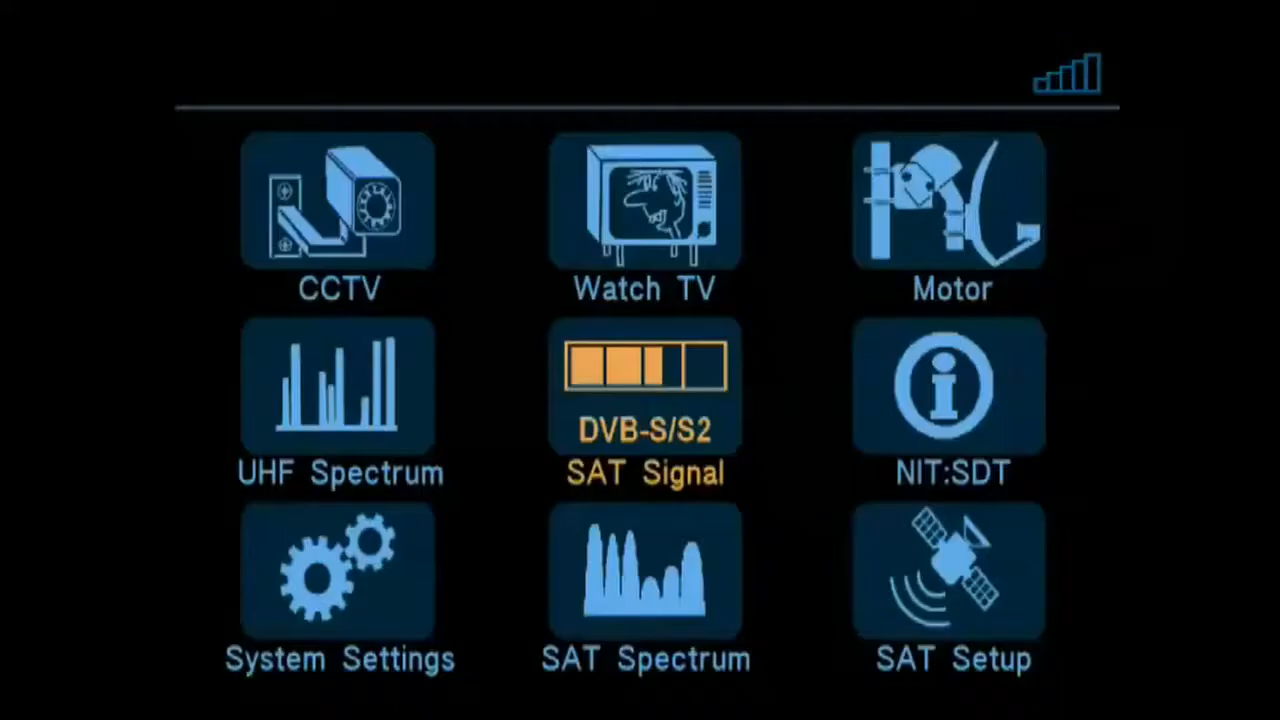 CCTV
Watch TV
Motor
UHF Spectrum
DVB-S/S2
SAT Signal
NIT:SDT
System Settings
SAT Spectrum
SAT Setup